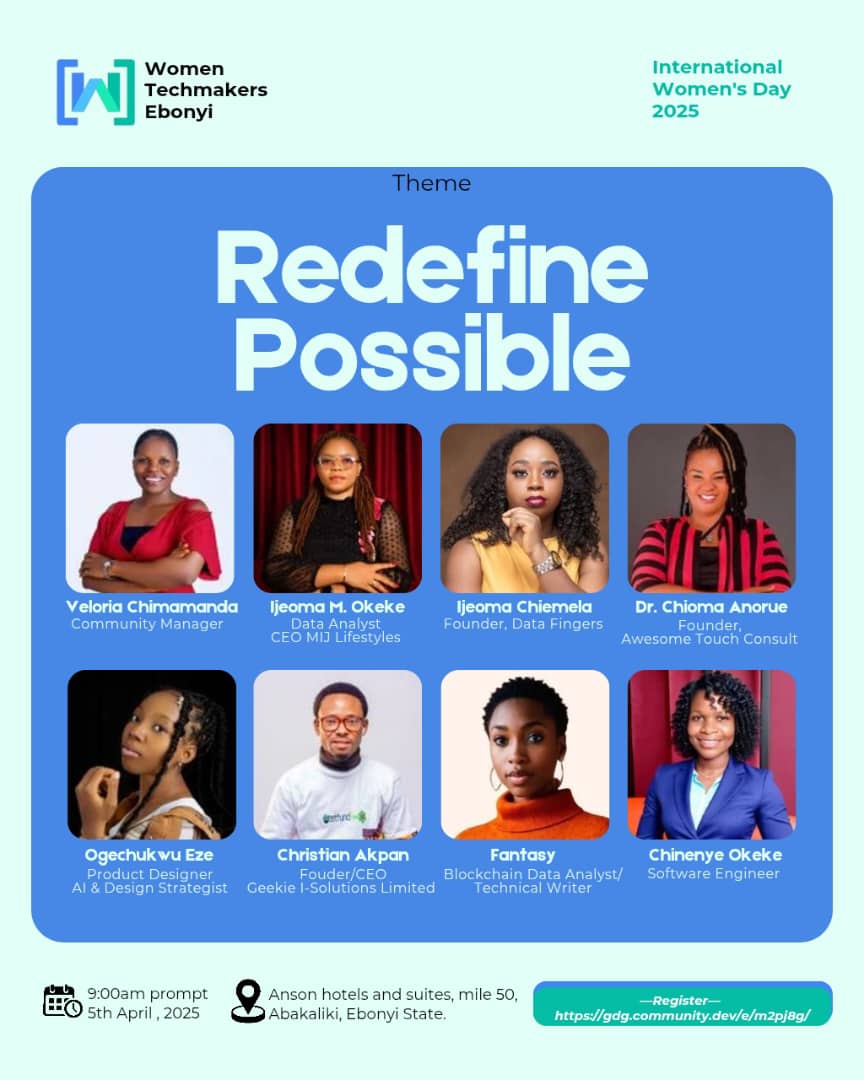 Women
Techmakers
Ebonyi
International
Women's Day
2025
Theme
Redefine
Possible
Veloria Chimamanda
Community Manager
Ijeoma M. Okeke
Data Analyst
CEO MIJ Lifestyles
Ijeoma Chiemela
Founder, Data Fingers
Dr. Chioma Anorue
Founder,
Awesome Touch Consult
Ogechukwu Eze
Product Designer
AI & Design Strategist
Christian Akpan
Fouder/CEO
Geekie I-Solutions Limited
Fantasy
Blockchain Data Analyst/
Technical Writer
Chinenye Okeke
Software Engineer
9:00am prompt
5th April , 2025
Anson hotels and suites, mile 50,
Abakaliki, Ebonyi State.
—Register—
https://gdg.community.dev/e/m2pj8g/